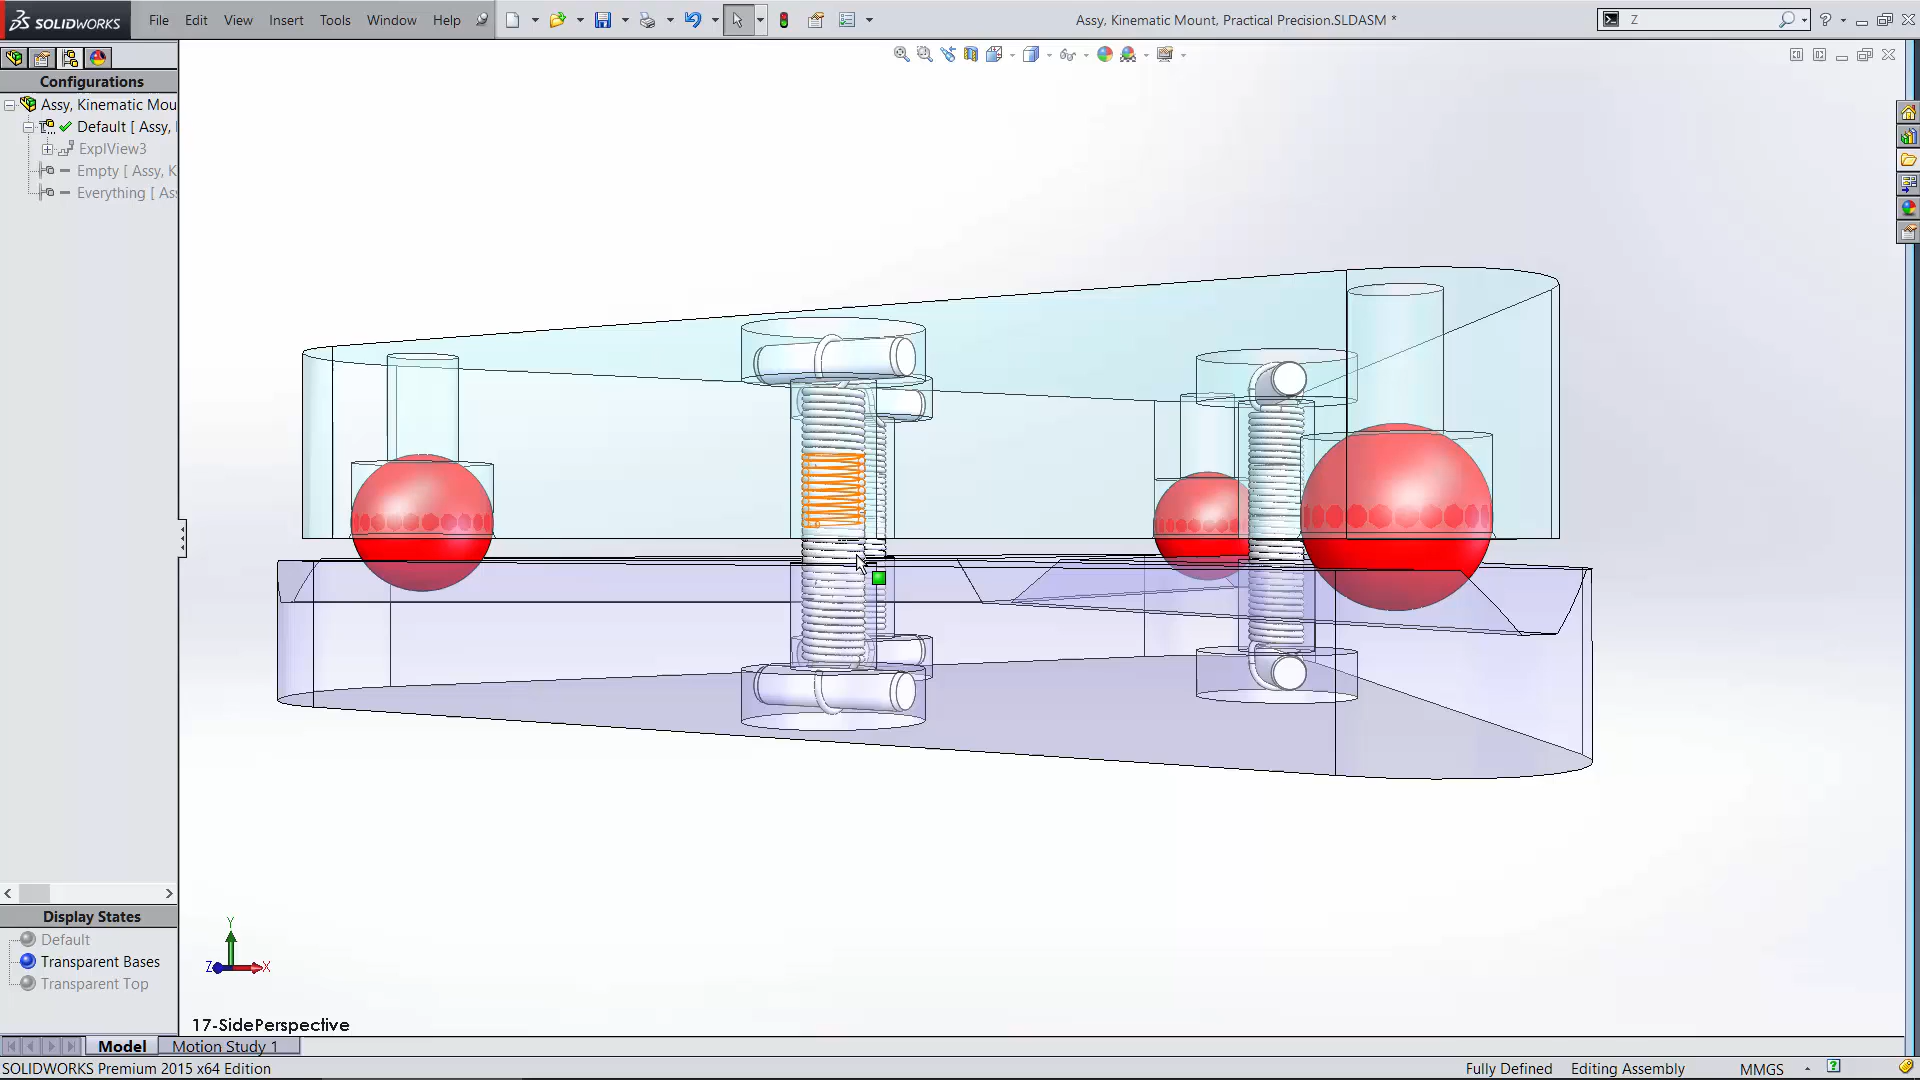 SOLIDWORKS File Edit View Insert Tools Window Help Assy, Kinematic Mount, Practical Precision.SLDASM * Z ?
Configurations
Assy, Kinematic Mou
Default [ Assy,
ExplView3
Empty [ Assy, K
Everything [ Ass
Display States
Default
Transparent Bases
Transparent Top
Y
Z X
17-SidePerspective
Model Motion Study 1
SOLIDWORKS Premium 2015 x64 Edition Fully Defined Editing Assembly MMGS ?